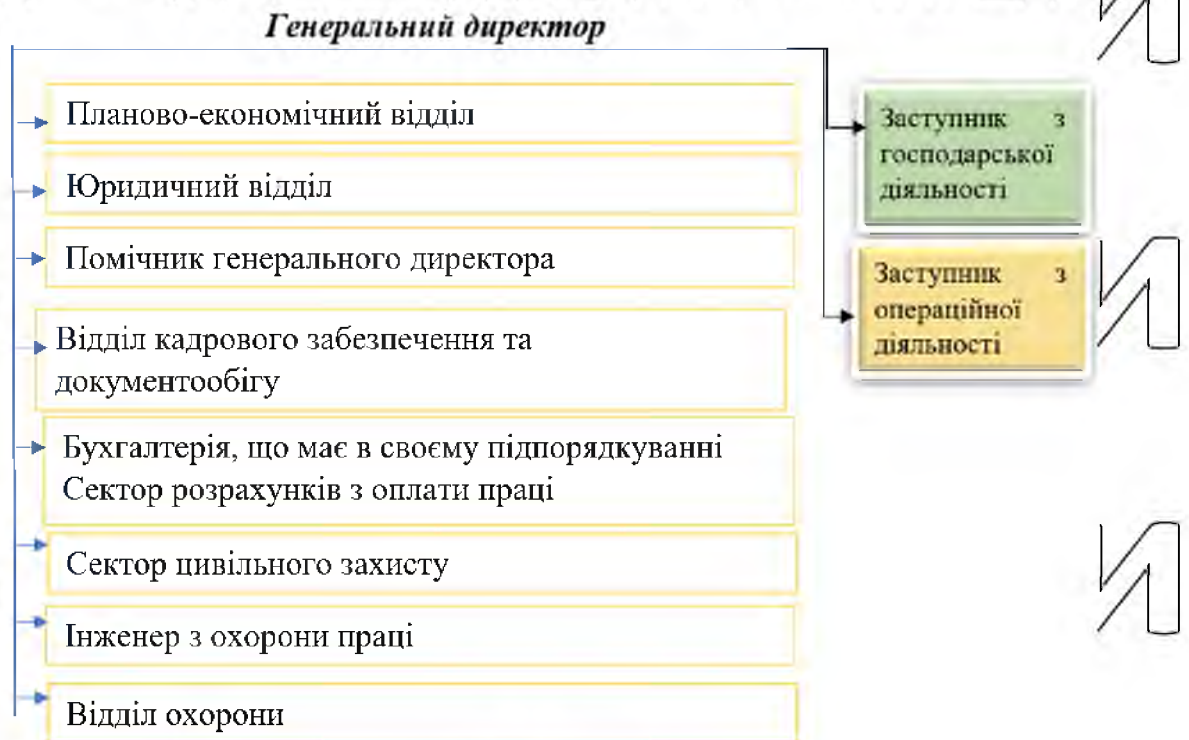 Генеральний директор
Планово-економічний відділ
Юридичний відділ
Помічник генерального директора
Відділ кадрового забезпечення та
документообігу
Бухгалтерія, що має в своєму підпорядкуванні
Сектор розрахунків з оплати праці
Сектор цивільного захисту
Інженер з охорони праці
Відділ охорони
Заступник з
господарської
діяльності
Заступник з
операційної
діяльності